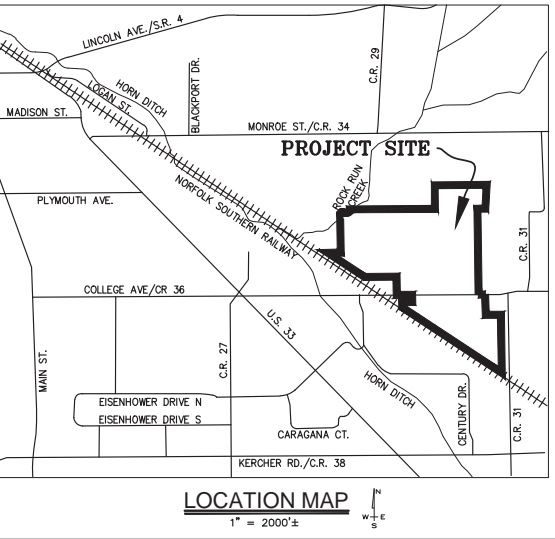 LINCOLN AVE./S.R. 4
C.R. 29
HORN DITCH
BLACKPORT DR.
LOGAN ST.
MADISON ST.
MONROE ST./C.R. 34
PROJECT SITE
ROCK RUN
CREEK
PLYMOUTH AVE.
NORFOLK SOUTHERN RAILWAY
C.R. 31
COLLEGE AVE/CR 36
U.S. 33
MAIN ST.
C.R. 27
HORN DITCH
EISENHOWER DRIVE N
EISENHOWER DRIVE S
CENTURY DR.
C.R. 31
CARAGANA CT.
KERCHER RD./C.R. 38
LOCATION MAP
1" = 2000'±
N
W E
S